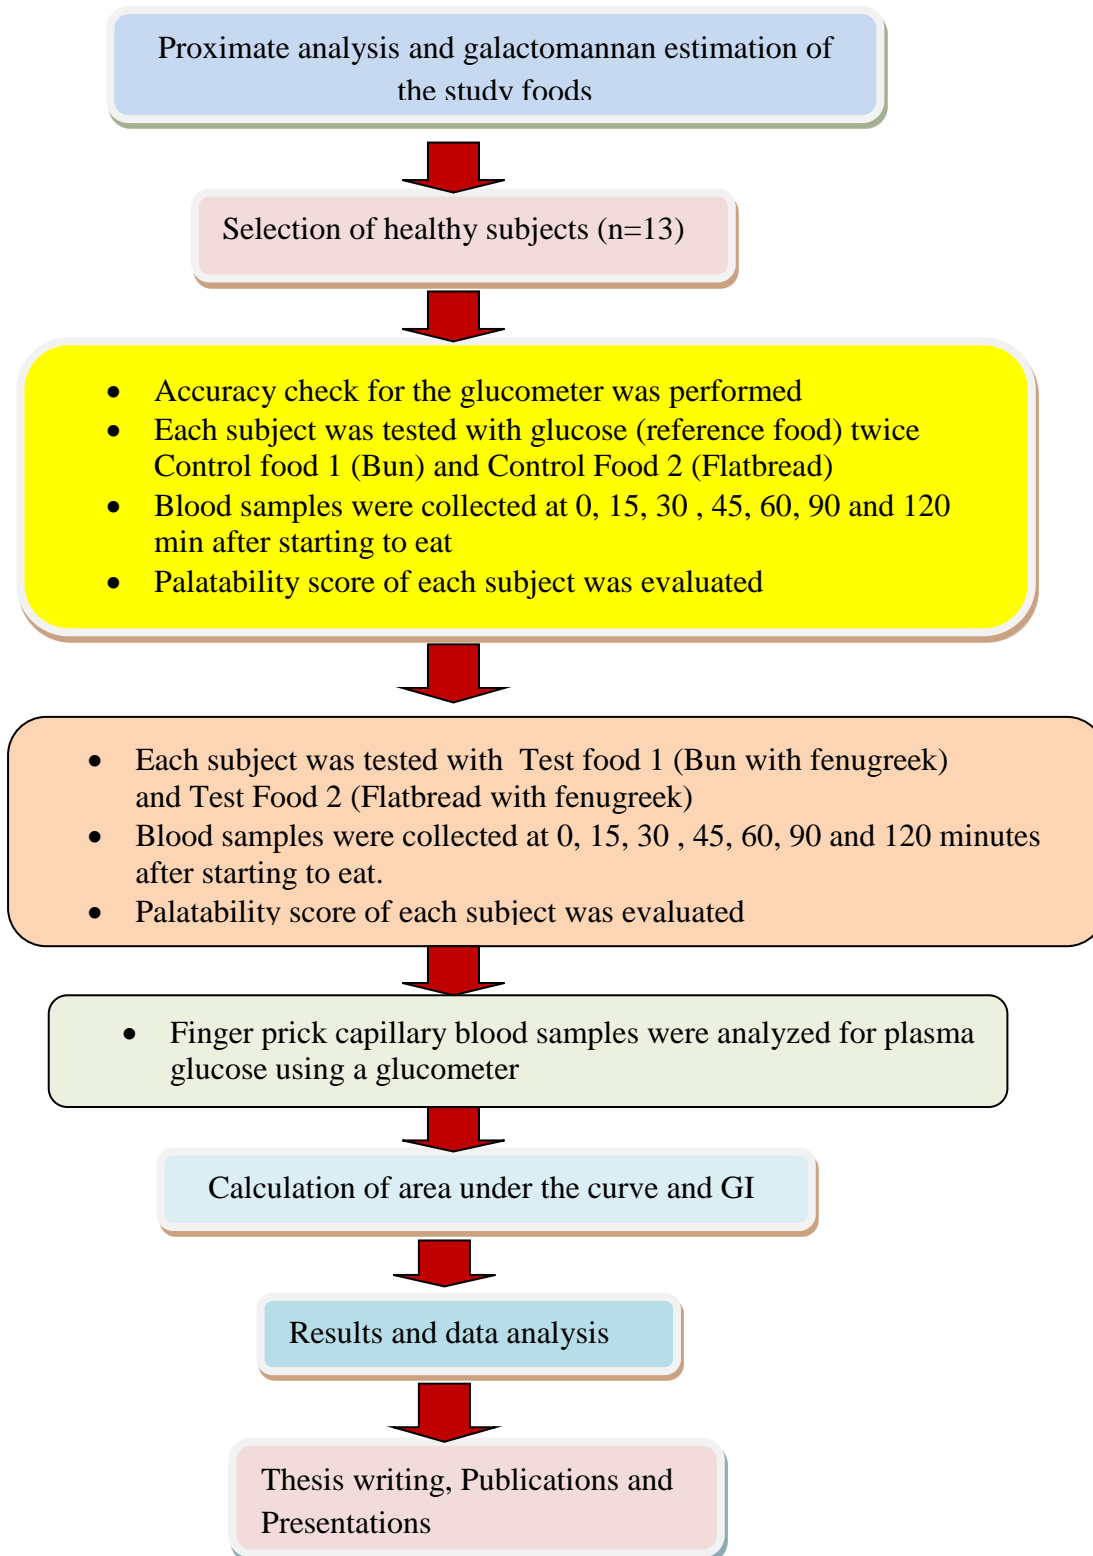 Proximate analysis and galactomannan estimation of
the study foods
Selection of healthy subjects (n=13)
• Accuracy check for the glucometer was performed
• Each subject was tested with glucose (reference food) twice
Control food 1 (Bun) and Control Food 2 (Flatbread)
• Blood samples were collected at 0, 15, 30 , 45, 60, 90 and 120
min after starting to eat
• Palatability score of each subject was evaluated
• Each subject was tested with Test food 1 (Bun with fenugreek)
and Test Food 2 (Flatbread with fenugreek)
• Blood samples were collected at 0, 15, 30 , 45, 60, 90 and 120 minutes
after starting to eat.
• Palatability score of each subject was evaluated
• Finger prick capillary blood samples were analyzed for plasma
glucose using a glucometer
Calculation of area under the curve and GI
Results and data analysis
Thesis writing, Publications and
Presentations